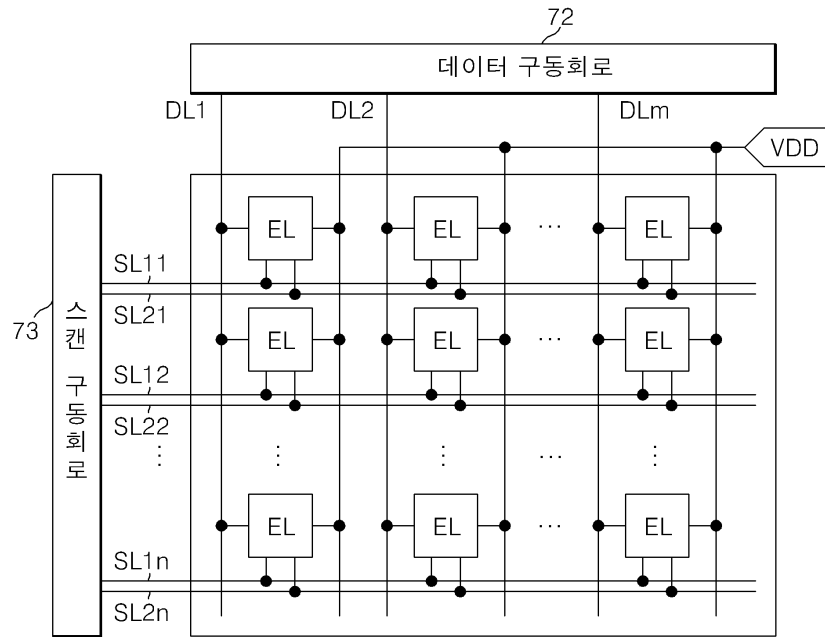 72
데이터 구동회로
DL1 DL2 DLm
VDD
EL EL ... EL
SL11
SL21
73
스캔 구동회로
EL EL ... EL
SL12
SL22
⋮ ⋮ ⋮ ... ⋮
EL EL ... EL
SL1n
SL2n